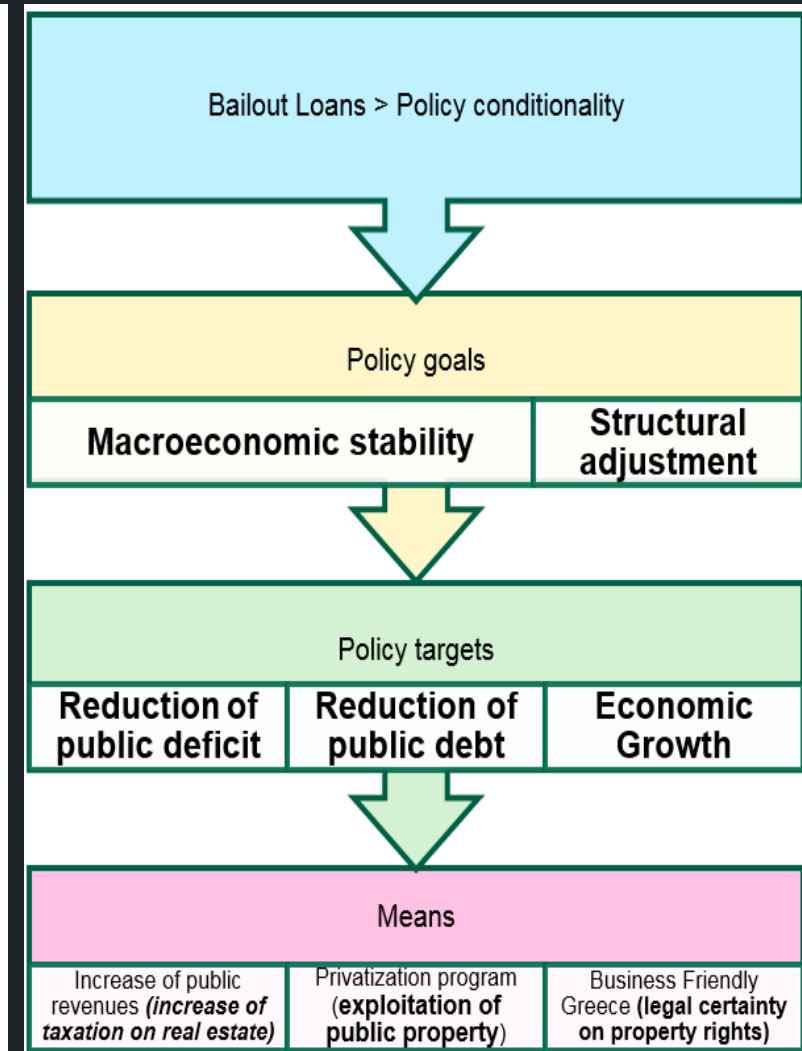 Bailout Loans > Policy conditionality
Policy goals
Macroeconomic stability
Structural
adjustment
Policy targets
Reduction of
public deficit
Reduction of
public debt
Economic
Growth
Means
Increase of public
revenues (increase of
taxation on real estate)
Privatization program
(exploitation of
public property)
Business Friendly
Greece (legal certainty
on property rights)